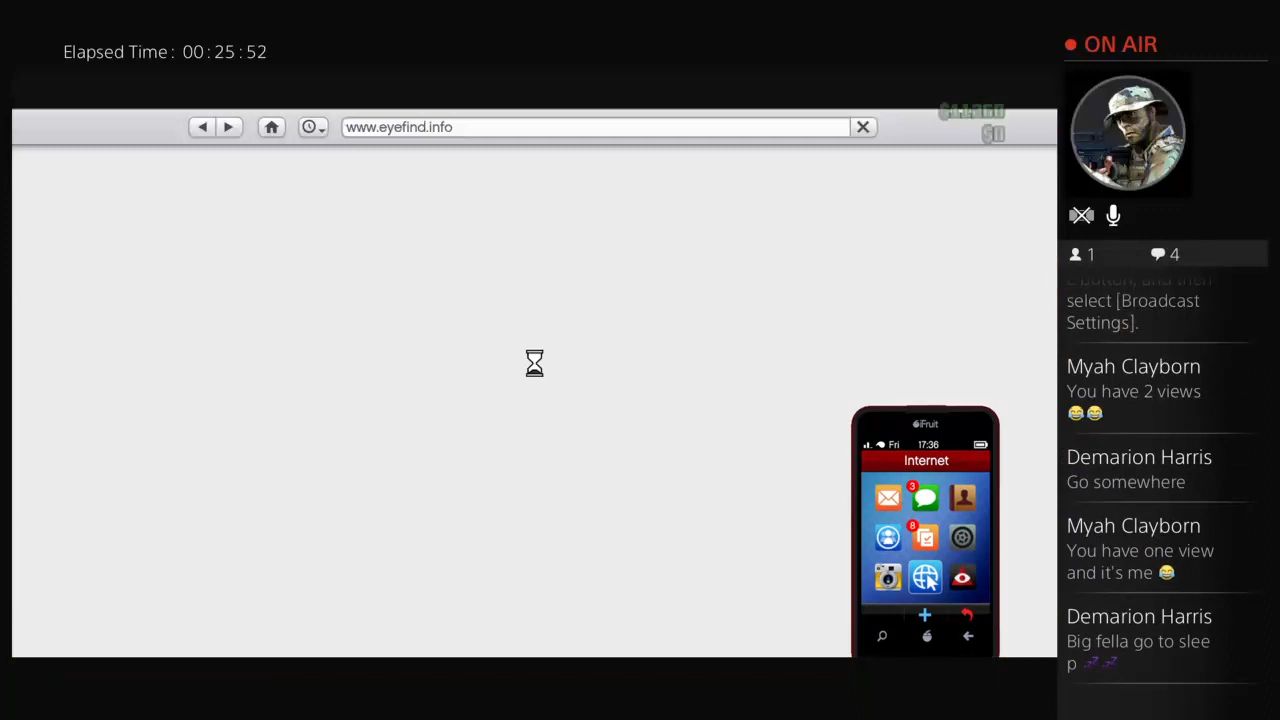 Elapsed Time: 00:25:52
ON AIR
www.eyefind.info
$0
1
4
select [Broadcast
Settings].
Myah Clayborn
You have 2 views
😂😂
Demarion Harris
Go somewhere
Myah Clayborn
You have one view
and it's me 😂
Demarion Harris
Big fella go to slee
p 💤💤
iFruit
Fri 17:36
Internet
3
8